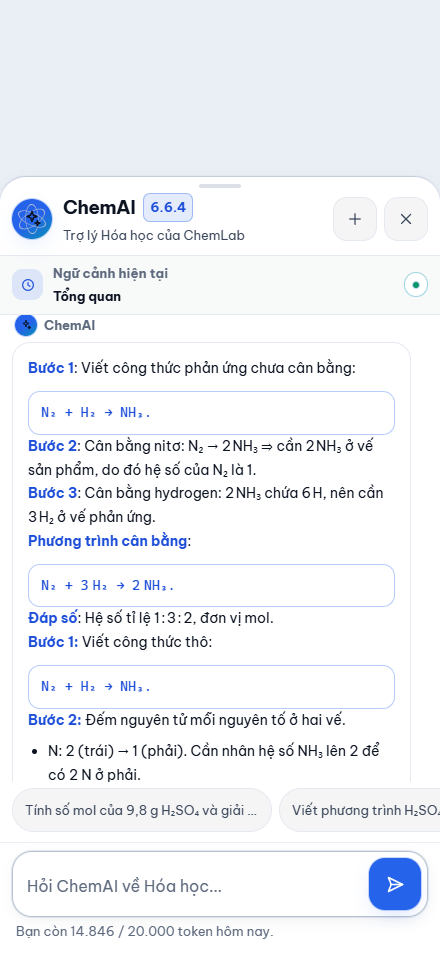 ChemAI 6.6.4
Trợ lý Hóa học của ChemLab
Ngữ cảnh hiện tại
Tổng quan
ChemAI
Bước 1: Viết công thức phản ứng chưa cân bằng:
N₂ + H₂ → NH₃.
Bước 2: Cân bằng nitơ: N₂ → 2 NH₃ ⇒ cần 2 NH₃ ở vế
sản phẩm, do đó hệ số của N₂ là 1.
Bước 3: Cân bằng hydrogen: 2 NH₃ chứa 6 H, nên cần
3 H₂ ở vế phản ứng.
Phương trình cân bằng:
N₂ + 3 H₂ → 2 NH₃.
Đáp số: Hệ số tỉ lệ 1 : 3 : 2, đơn vị mol.
Bước 1: Viết công thức thô:
N₂ + H₂ → NH₃.
Bước 2: Đếm nguyên tử mỗi nguyên tố ở hai vế.
• N: 2 (trái) → 1 (phải). Cần nhân hệ số NH₃ lên 2 để
có 2 N ở phải.
Tính số mol của 9,8 g H₂SO₄ và giải ...
Viết phương trình H₂SO₄
Hỏi ChemAI về Hóa học...
Bạn còn 14.846 / 20.000 token hôm nay.